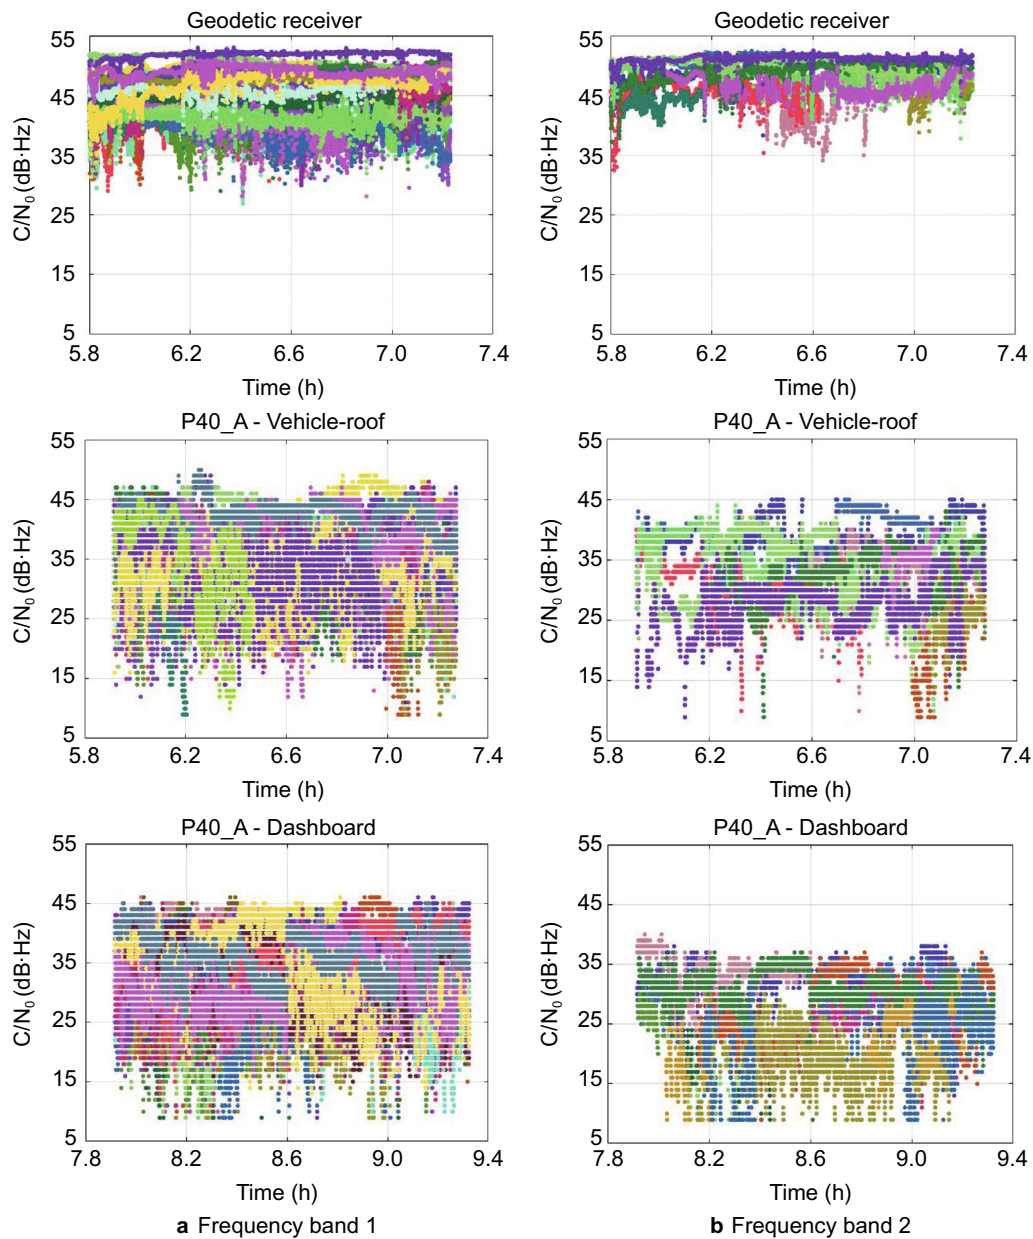 Geodetic receiver
55
45
35
25
15
5
C/N₀ (dB·Hz)
5.8 6.2 6.6 7.0 7.4
Time (h)
Geodetic receiver
55
45
35
25
15
5
C/N₀ (dB·Hz)
5.8 6.2 6.6 7.0 7.4
Time (h)
P40_A - Vehicle-roof
55
45
35
25
15
5
C/N₀ (dB·Hz)
5.8 6.2 6.6 7.0 7.4
Time (h)
P40_A - Vehicle-roof
55
45
35
25
15
5
C/N₀ (dB·Hz)
5.8 6.2 6.6 7.0 7.4
Time (h)
P40_A - Dashboard
55
45
35
25
15
5
C/N₀ (dB·Hz)
7.8 8.2 8.6 9.0 9.4
Time (h)
a Frequency band 1
P40_A - Dashboard
55
45
35
25
15
5
C/N₀ (dB·Hz)
7.8 8.2 8.6 9.0 9.4
Time (h)
b Frequency band 2